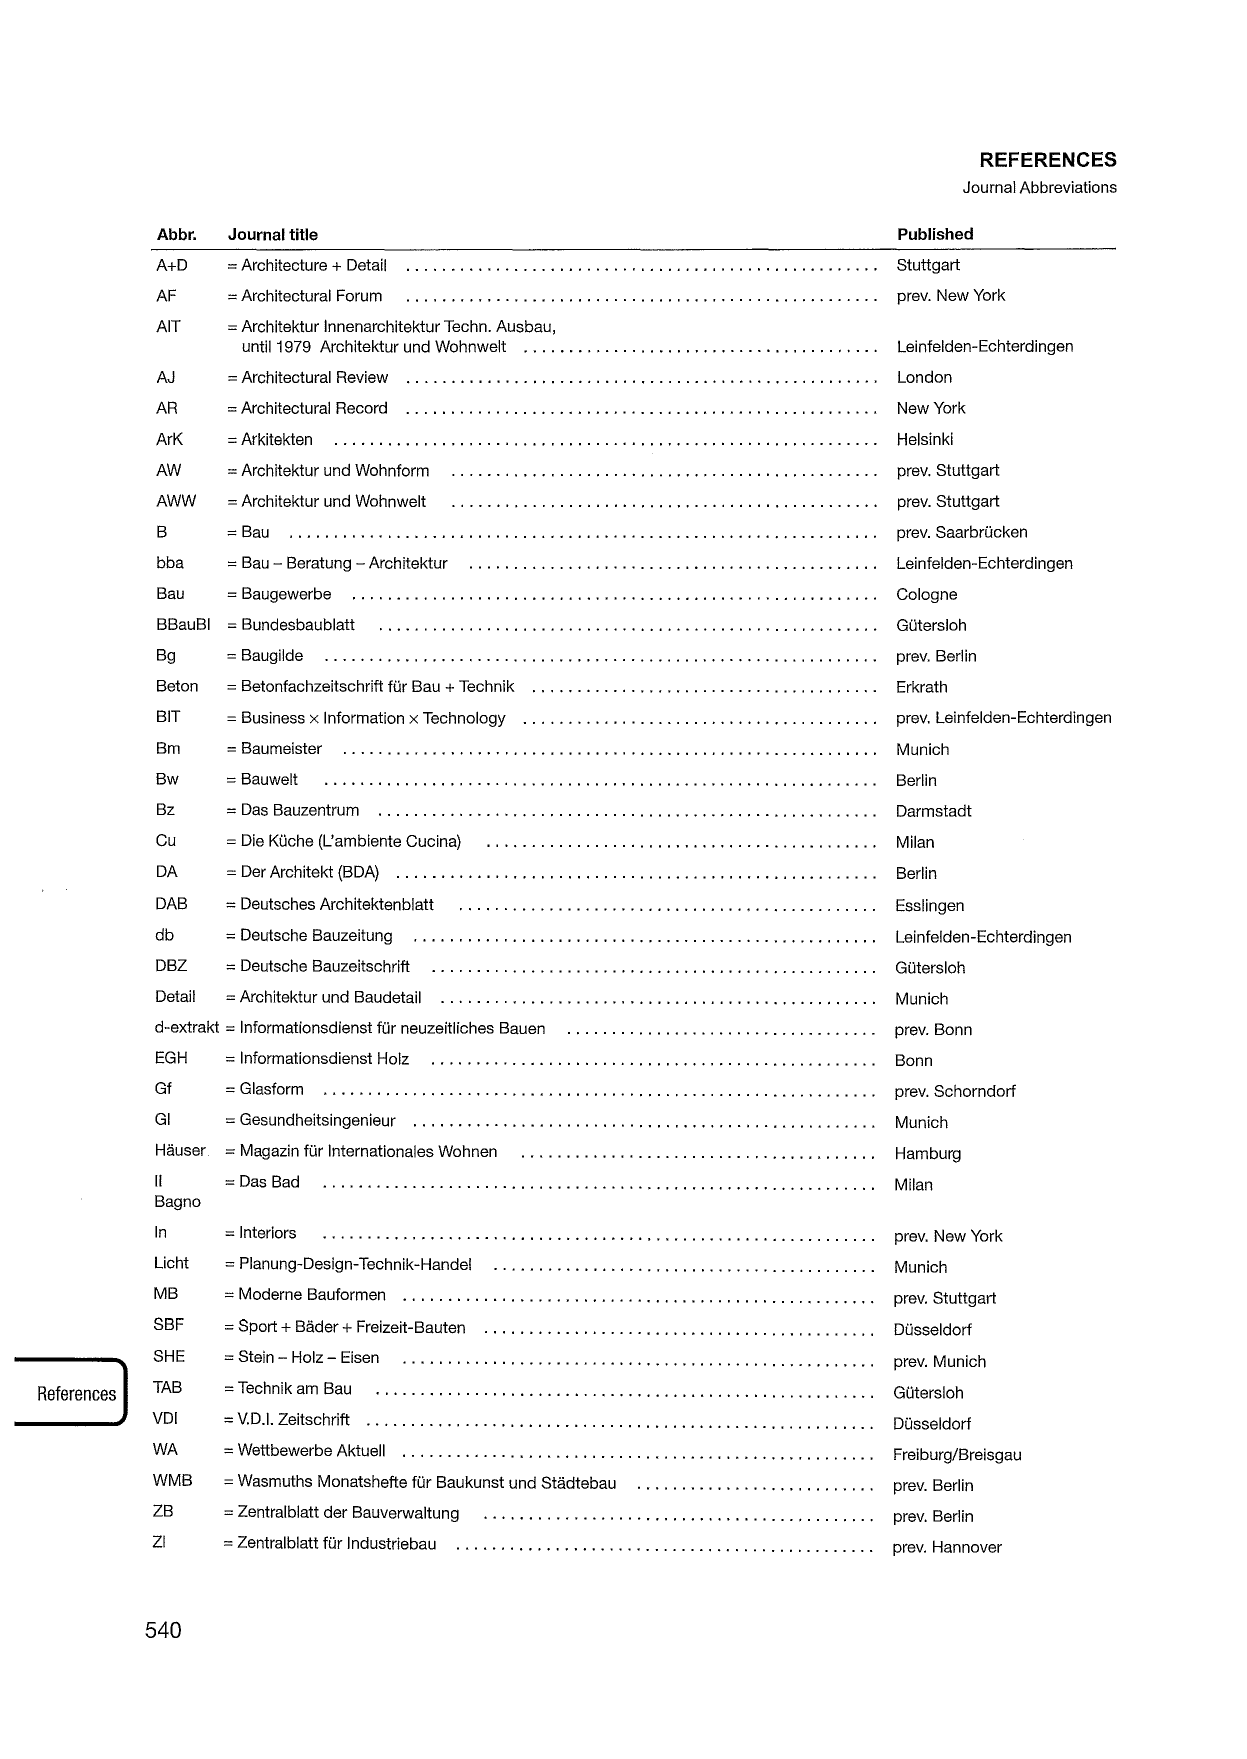 REFERENCES
Journal Abbreviations
Abbr. Journal title Published
A+D = Architecture + Detail ..................................................... Stuttgart
AF = Architectural Forum ..................................................... prev. New York
AIT = Architektur Innenarchitektur Techn. Ausbau,
until 1979 Architektur und Wohnwelt ........................................ Leinfelden-Echterdingen
AJ = Architectural Review ..................................................... London
AR = Architectural Record ..................................................... New York
ArK = Arkitekten ............................................................. Helsinki
AW = Architektur und Wohnform ................................................ prev. Stuttgart
AWW = Architektur und Wohnwelt ................................................ prev. Stuttgart
B = Bau .................................................................. prev. Saarbrücken
bba = Bau – Beratung – Architektur .............................................. Leinfelden-Echterdingen
Bau = Baugewerbe ........................................................... Cologne
BBauBl = Bundesbaublatt ........................................................ Gütersloh
Bg = Baugilde .............................................................. prev. Berlin
Beton = Betonfachzeitschrift für Bau + Technik ....................................... Erkrath
BIT = Business × Information × Technology ........................................ prev. Leinfelden-Echterdingen
Bm = Baumeister ............................................................ Munich
Bw = Bauwelt .............................................................. Berlin
Bz = Das Bauzentrum ........................................................ Darmstadt
Cu = Die Küche (L'ambiente Cucina) ............................................ Milan
DA = Der Architekt (BDA) ...................................................... Berlin
DAB = Deutsches Architektenblatt ............................................... Esslingen
db = Deutsche Bauzeitung .................................................... Leinfelden-Echterdingen
DBZ = Deutsche Bauzeitschrift .................................................. Gütersloh
Detail = Architektur und Baudetail ................................................. Munich
d-extrakt = Informationsdienst für neuzeitliches Bauen ................................... prev. Bonn
EGH = Informationsdienst Holz .................................................. Bonn
Gf = Glasform .............................................................. prev. Schorndorf
GI = Gesundheitsingenieur .................................................... Munich
Häuser = Magazin für Internationales Wohnen ........................................ Hamburg
Il = Das Bad .............................................................. Milan
Bagno
In = Interiors .............................................................. prev. New York
Licht = Planung-Design-Technik-Handel ........................................... Munich
MB = Moderne Bauformen ..................................................... prev. Stuttgart
SBF = Sport + Bäder + Freizeit-Bauten ............................................ Düsseldorf
SHE = Stein – Holz – Eisen ..................................................... prev. Munich
TAB = Technik am Bau ........................................................ Gütersloh
VDI = V.D.I. Zeitschrift ......................................................... Düsseldorf
WA = Wettbewerbe Aktuell ..................................................... Freiburg/Breisgau
WMB = Wasmuths Monatshefte für Baukunst und Städtebau ........................... prev. Berlin
ZB = Zentralblatt der Bauverwaltung ............................................ prev. Berlin
ZI = Zentralblatt für Industriebau ............................................... prev. Hannover
References
540